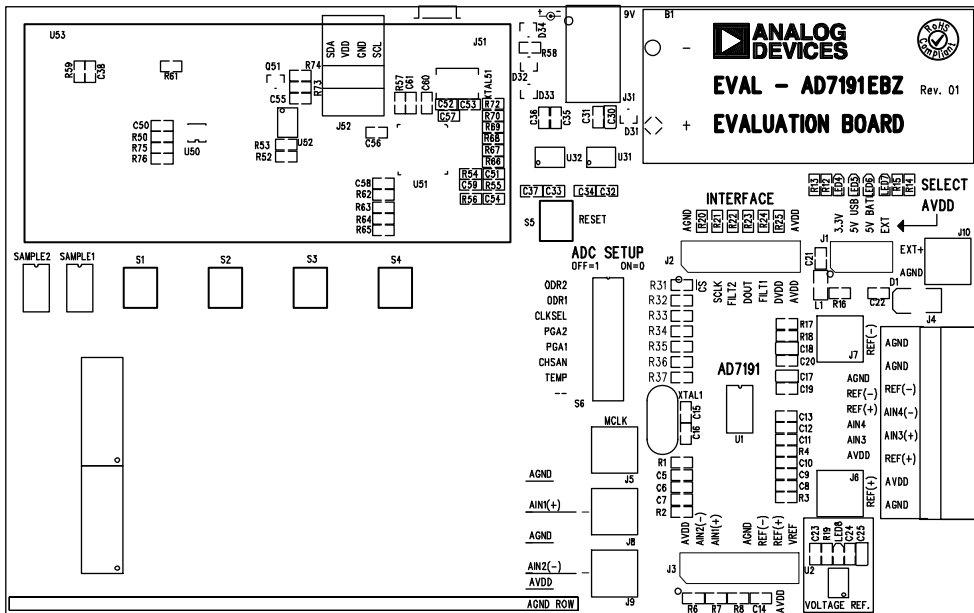 U53
R59
C38
R61
Q51
R74
R73
C55
SDA
VDD
GND
SCL
J51
J52
R57
C61
C60
XTAL51
C52
C53
C57
R72
R70
R69
R68
R67
R66
C50
R50
R75
R76
U50
R53
R52
U52
C56
U51
C58
R62
R63
R64
R65
R54
C51
C59
R55
R56
C54
D34
R58
D32
D33
9V
J31
C36
C35
C31
C30
D31
U32
U31
C37
C33
C34
C32
S5
RESET
B1
−
+
ANALOG
DEVICES
RoHS
Compliant
EVAL - AD7191EBZ
Rev. 01
EVALUATION BOARD
R13
R12
LED4
LED5
LED6
LED7
R15
R14
SELECT
AVDD
3.3V
5V USB
5V BAT
EXT
INTERFACE
AGND
R20
R21
R22
R23
R24
R25
AVDD
J2
CS
SCLK
FILT2
DOUT
FILT1
DVDD
AVDD
J1
C21
L1
R16
C22
D1
J10
EXT+
AGND
J4
SAMPLE2
SAMPLE1
S1
S2
S3
S4
ADC SETUP
OFF=1
ON=0
ODR2
ODR1
CLKSEL
PGA2
PGA1
CHSAN
TEMP
--
S6
R31
R32
R33
R34
R35
R36
R37
XTAL1
C15
C16
AD7191
U1
R17
R18
C18
C20
C17
C19
C13
C12
C11
R4
C10
C9
C8
R3
J7
REF(-)
AGND
REF(-)
REF(+)
AIN4
AIN3
AVDD
J6
REF(+)
AGND
AGND
REF(-)
AIN4(-)
AIN3(+)
REF(+)
AVDD
AGND
MCLK
J5
AGND
AIN1(+)
J8
AGND
AIN2(-)
AVDD
J9
AGND ROW
R1
C5
C6
C7
R2
AVDD
AIN2(-)
AIN1(+)
AGND
REF(-)
REF(+)
VREF
J3
R6
R7
R8
C14
AVDD
C23
R19
LED8
C24
C25
U2
VOLTAGE REF.